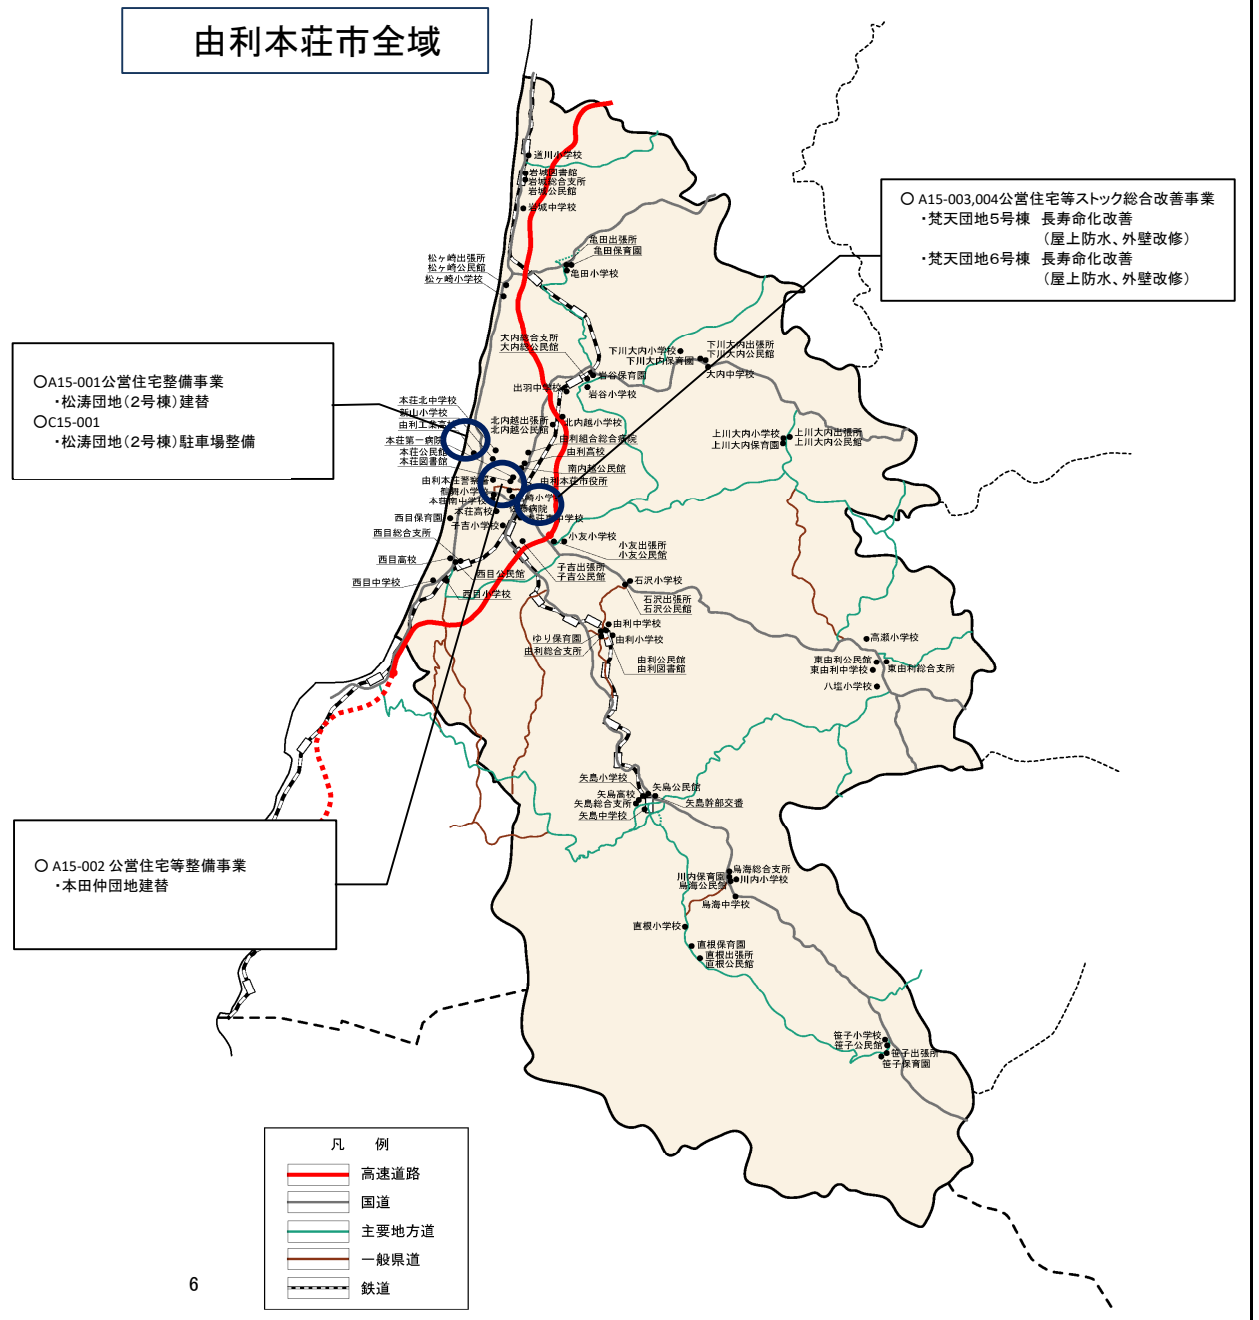 由利本荘市全域
道川小学校
岩城図書館
岩城総合支所
岩城公民館
岩城中学校
亀田出張所
亀田保育園
亀田小学校
松ヶ崎出張所
松ヶ崎公民館
松ヶ崎小学校
○ A15-003,004公営住宅等ストック総合改善事業
・梵天団地5号棟 長寿命化改善
(屋上防水、外壁改修)
・梵天団地6号棟 長寿命化改善
(屋上防水、外壁改修)
大内総合支所
大内総公民館
下川大内小学校
下川大内保育園
下川大内出張所
下川大内公民館
大内中学校
岩谷保育園
岩谷小学校
出羽中学校
○A15-001公営住宅整備事業
・松涛団地(2号棟)建替
○C15-001
・松涛団地(2号棟)駐車場整備
本荘北中学校
新山小学校
由利工業高校
本荘第一病院
本荘公民館
本荘図書館
北内越出張所
北内越公民館
北内越小学校
由利組合総合病院
由利高校
南内越公民館
由利本荘市役所
上川大内小学校
上川大内保育園
上川大内出張所
上川大内公民館
由利本荘警察署
鶴舞小学校
本荘南中学校
本荘高校
西目保育園
子吉小学校
西目総合支所
小友小学校
小友出張所
小友公民館
西目高校
西目公民館
子吉出張所
子吉公民館
西目中学校
西目小学校
石沢小学校
石沢出張所
石沢公民館
由利中学校
ゆり保育園
由利小学校
由利総合支所
由利公民館
由利図書館
高瀬小学校
東由利公民館
東由利中学校
東由利総合支所
八塩小学校
矢島小学校
矢島高校
矢島公民館
矢島総合支所
矢島幹部交番
矢島中学校
○ A15-002 公営住宅等整備事業
・本田仲団地建替
鳥海総合支所
川内保育園
川内小学校
鳥海公民館
鳥海中学校
直根小学校
直根保育園
直根出張所
直根公民館
笹子小学校
笹子公民館
笹子出張所
笹子保育園
凡 例
高速道路
国道
主要地方道
一般県道
鉄道
6